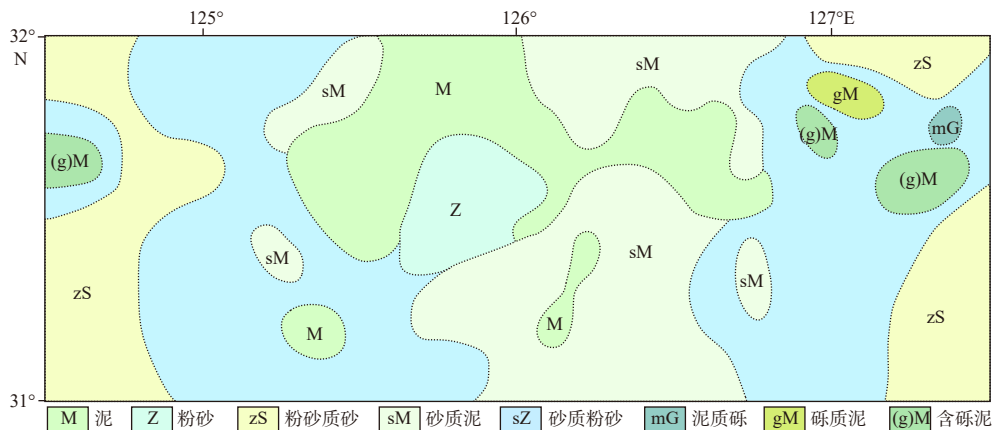 125° 126° 127°E
32°
N
sM M sM zS
gM
(g)M mG
(g)M (g)M
Z
sM sM
sM
zS zS
M M
31°
M 泥 Z 粉砂 zS 粉砂质砂 sM 砂质泥 sZ 砂质粉砂 mG 泥质砾 gM 砾质泥 (g)M 含砾泥